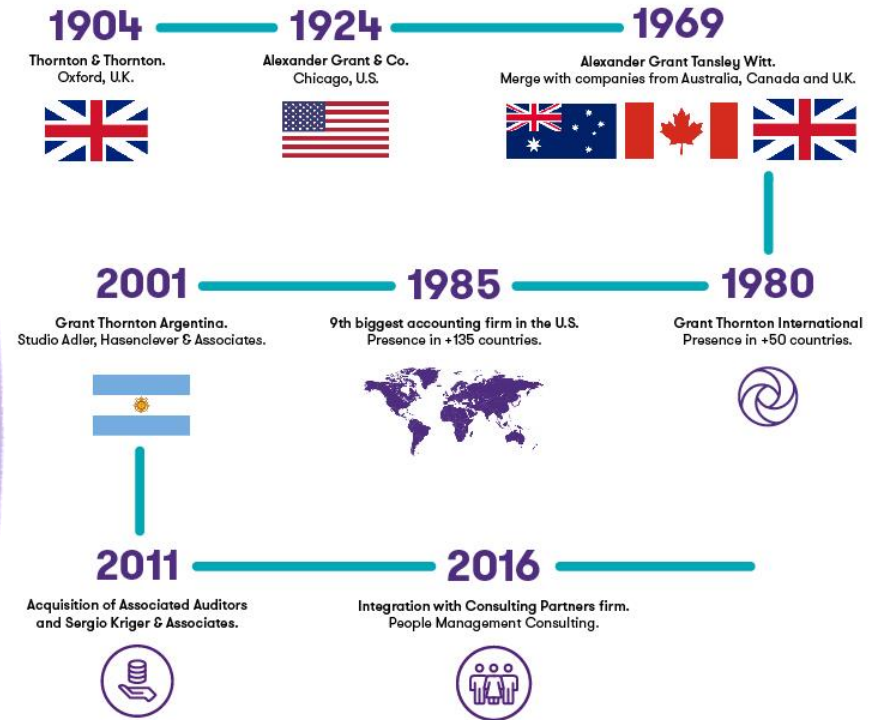 1904
Thornton & Thornton.
Oxford, U.K.
1924
Alexander Grant & Co.
Chicago, U.S.
1969
Alexander Grant Tansley Witt.
Merge with companies from Australia, Canada and U.K.
1980
Grant Thornton International
Presence in +50 countries.
1985
9th biggest accounting firm in the U.S.
Presence in +135 countries.
2001
Grant Thornton Argentina.
Studio Adler, Hasenclever & Associates.
2011
Acquisition of Associated Auditors
and Sergio Kriger & Associates.
2016
Integration with Consulting Partners firm.
People Management Consulting.